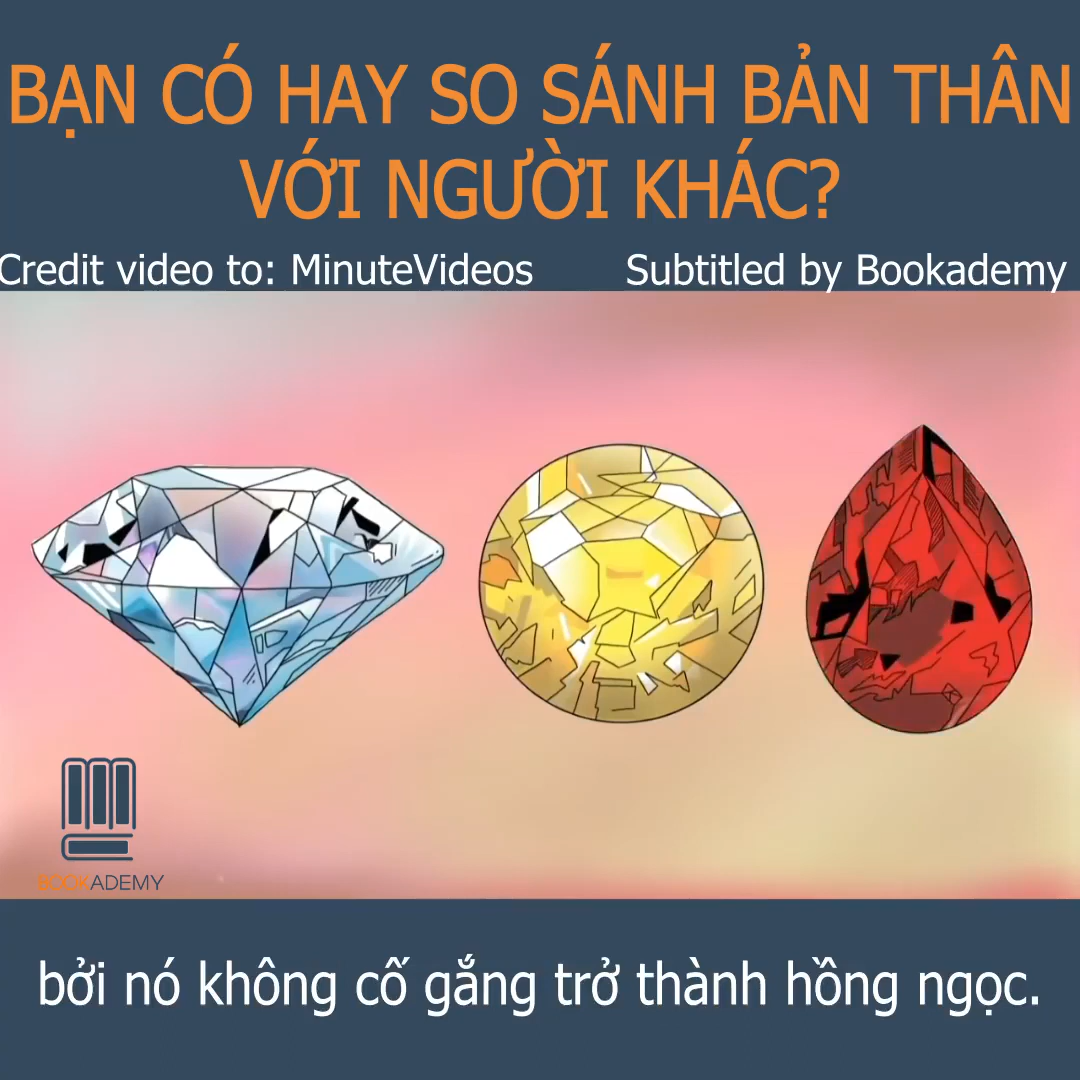 BẠN CÓ HAY SO SÁNH BẢN THÂN
VỚI NGƯỜI KHÁC?
Credit video to: MinuteVideos
Subtitled by Bookademy
BOOKADEMY
bởi nó không cố gắng trở thành hồng ngọc.